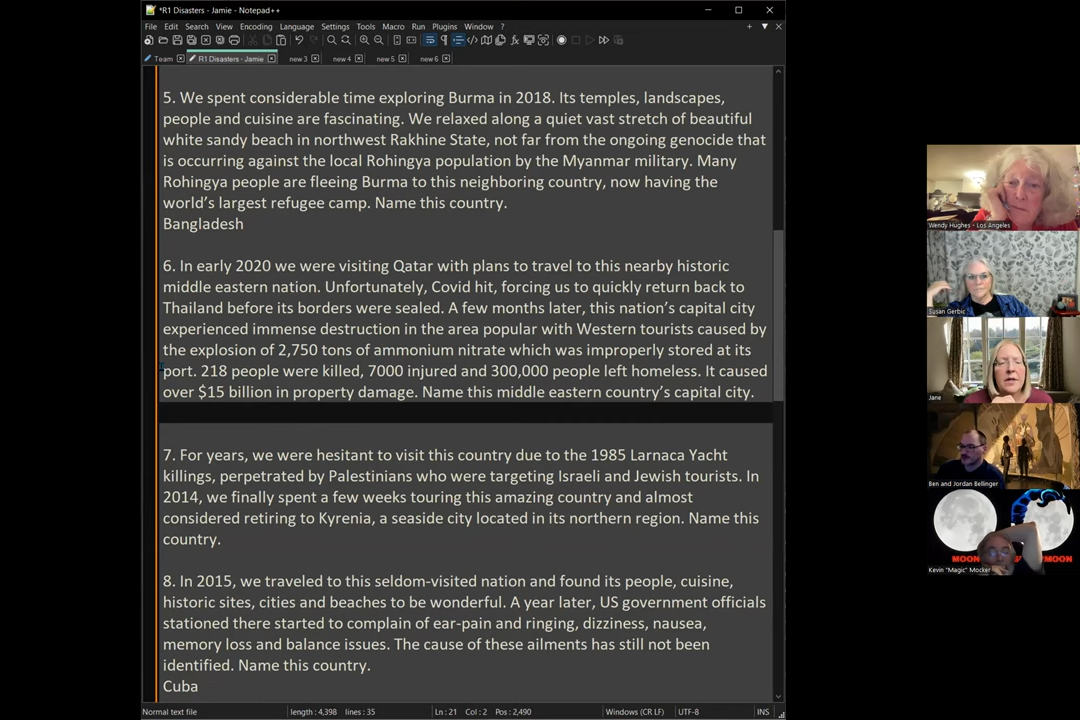 *R1 Disasters - Jamie - Notepad++
File Edit Search View Encoding Language Settings Tools Macro Run Plugins Window ?
Team R1 Disasters - Jamie new 3 new 4 new 5 new 6
5. We spent considerable time exploring Burma in 2018. Its temples, landscapes,
people and cuisine are fascinating. We relaxed along a quiet vast stretch of beautiful
white sandy beach in northwest Rakhine State, not far from the ongoing genocide that
is occurring against the local Rohingya population by the Myanmar military. Many
Rohingya people are fleeing Burma to this neighboring country, now having the
world's largest refugee camp. Name this country.
Bangladesh
6. In early 2020 we were visiting Qatar with plans to travel to this nearby historic
middle eastern nation. Unfortunately, Covid hit, forcing us to quickly return back to
Thailand before its borders were sealed. A few months later, this nation's capital city
experienced immense destruction in the area popular with Western tourists caused by
the explosion of 2,750 tons of ammonium nitrate which was improperly stored at its
port. 218 people were killed, 7000 injured and 300,000 people left homeless. It caused
over $15 billion in property damage. Name this middle eastern country's capital city.
7. For years, we were hesitant to visit this country due to the 1985 Larnaca Yacht
killings, perpetrated by Palestinians who were targeting Israeli and Jewish tourists. In
2014, we finally spent a few weeks touring this amazing country and almost
considered retiring to Kyrenia, a seaside city located in its northern region. Name this
country.
8. In 2015, we traveled to this seldom-visited nation and found its people, cuisine,
historic sites, cities and beaches to be wonderful. A year later, US government officials
stationed there started to complain of ear-pain and ringing, dizziness, nausea,
memory loss and balance issues. The cause of these ailments has still not been
identified. Name this country.
Cuba
Normal text file length : 4,398 lines : 35 Ln : 21 Col : 2 Pos : 2,490 Windows (CR LF) UTF-8 INS
Wendy Hughes - Los Angeles
Susan Gerbic
Jane
Ben and Jordan Bellinger
MOON MOON
Kevin "Magic" Mocker